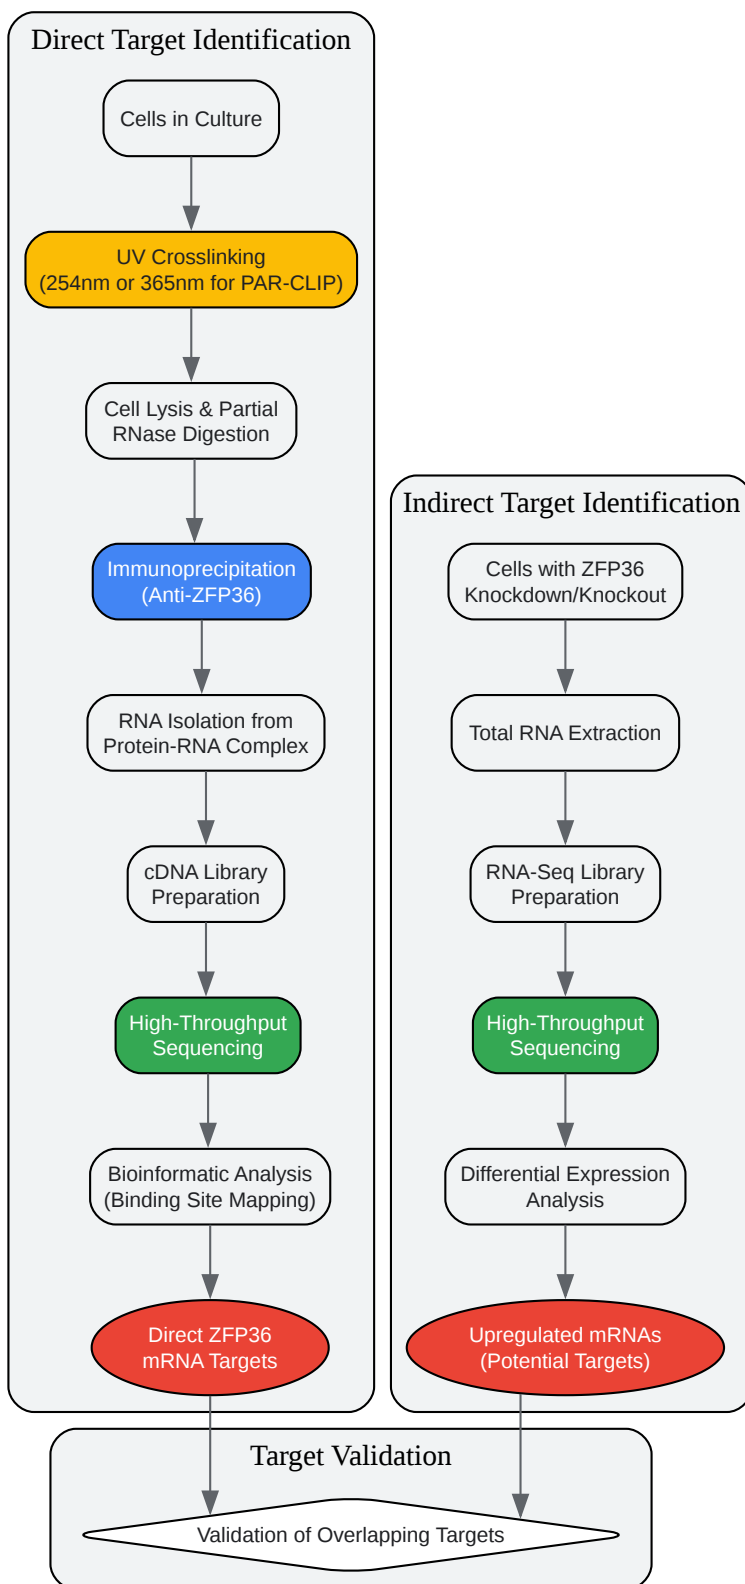 Direct Target Identification
Cells in Culture
UV Crosslinking
(254nm or 365nm for PAR-CLIP)
Cell Lysis & Partial
RNase Digestion
Immunoprecipitation
(Anti-ZFP36)
RNA Isolation from
Protein-RNA Complex
cDNA Library
Preparation
High-Throughput
Sequencing
Bioinformatic Analysis
(Binding Site Mapping)
Direct ZFP36
mRNA Targets
Indirect Target Identification
Cells with ZFP36
Knockdown/Knockout
Total RNA Extraction
RNA-Seq Library
Preparation
High-Throughput
Sequencing
Differential Expression
Analysis
Upregulated mRNAs
(Potential Targets)
Target Validation
Validation of Overlapping Targets